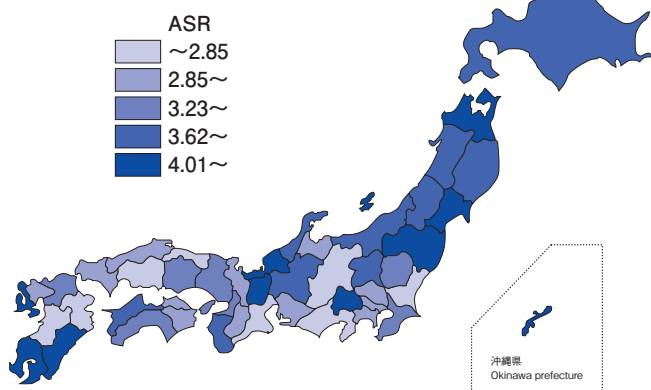 ASR
～2.85
2.85～
3.23～
3.62～
4.01～
沖縄県
Okinawa prefecture